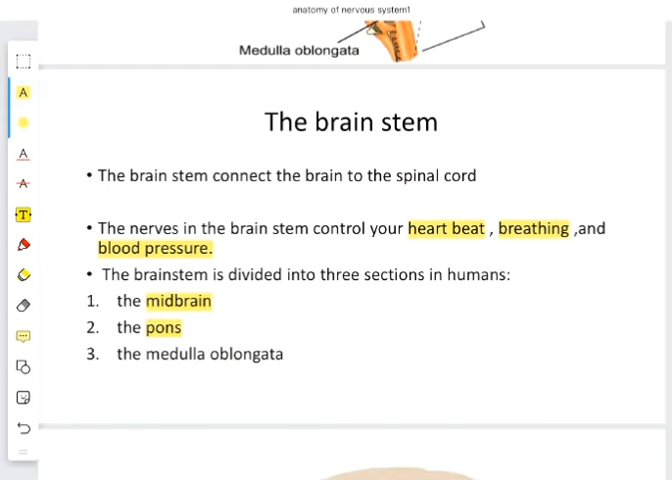 anatomy of nervous system1
Medulla oblongata
The brain stem
• The brain stem connect the brain to the spinal cord
• The nerves in the brain stem control your heart beat , breathing ,and
blood pressure.
• The brainstem is divided into three sections in humans:
1. the midbrain
2. the pons
3. the medulla oblongata
A
A
A
T